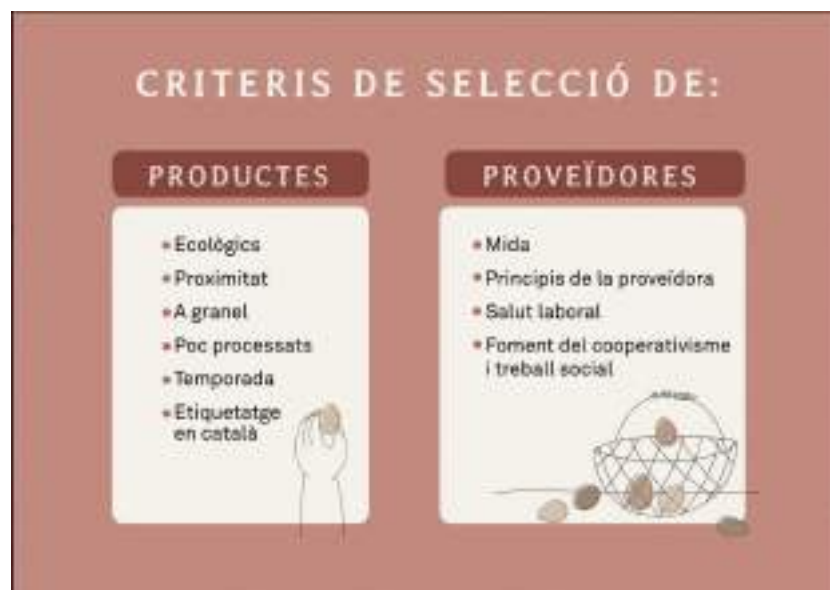 CRITERIS DE SELECCIÓ DE:
PRODUCTES
• Ecològics
• Proximitat
• A granel
• Poc processats
• Temporada
• Etiquetatge
en català
PROVEÏDORES
• Mida
• Principis de la proveïdora
• Salut laboral
• Foment del cooperativisme
i treball social